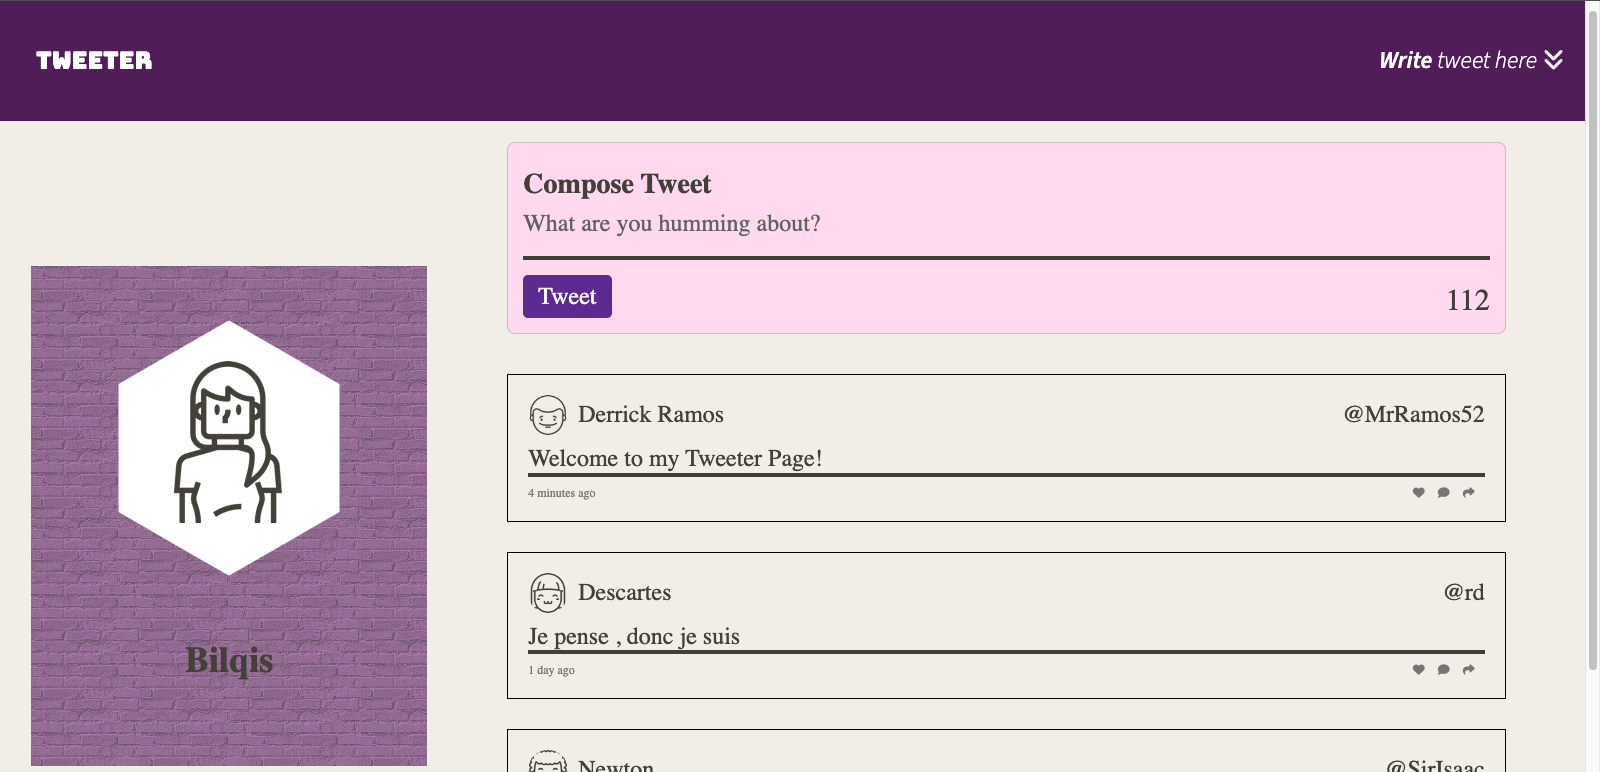 TWEETER
Write tweet here
Compose Tweet
What are you humming about?
Tweet
112
Bilqis
Derrick Ramos
@MrRamos52
Welcome to my Tweeter Page!
4 minutes ago
Descartes
@rd
Je pense , donc je suis
1 day ago
Newton
@SirIsaac